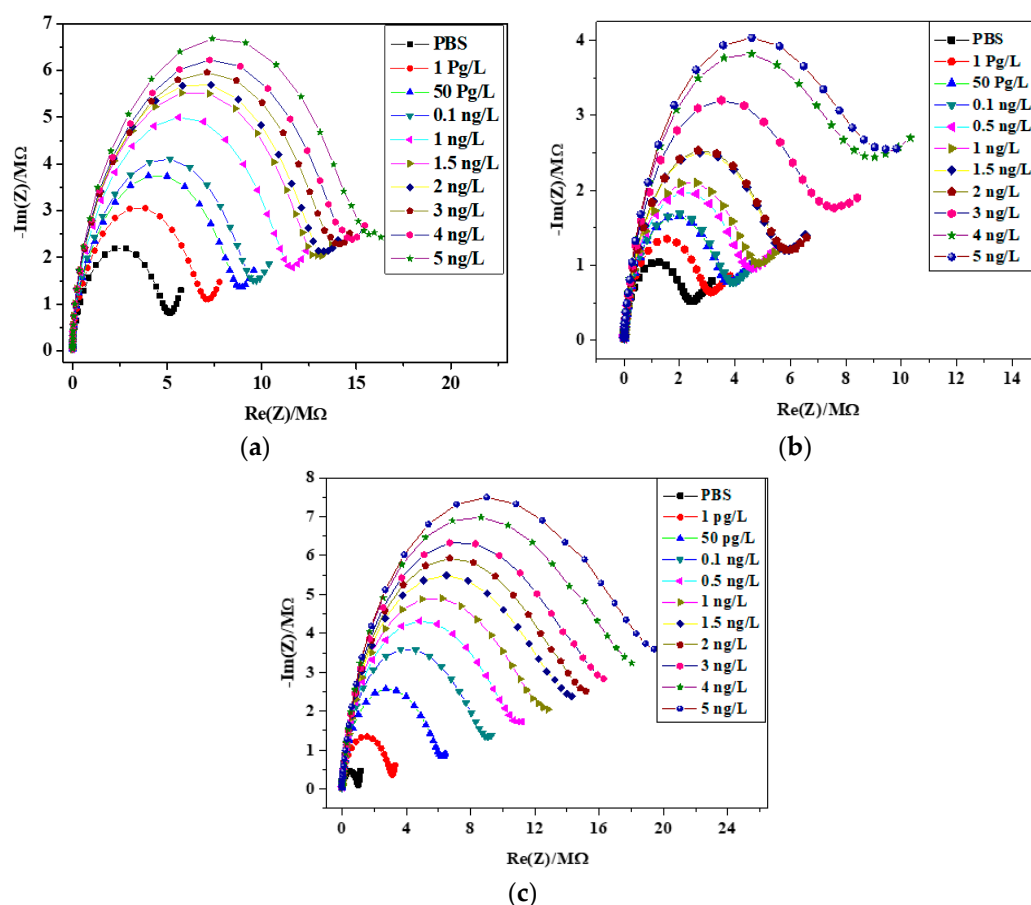 7
6
5
4
3
2
1
0
-Im(Z)/MΩ
0
5
10
15
20
Re(Z)/MΩ
PBS
1 Pg/L
50 Pg/L
0.1 ng/L
1 ng/L
1.5 ng/L
2 ng/L
3 ng/L
4 ng/L
5 ng/L
(a)
4
3
2
1
0
-Im(Z)/MΩ
0
2
4
6
8
10
12
14
Re(Z)/MΩ
PBS
1 Pg/L
50 Pg/L
0.1 ng/L
0.5 ng/L
1 ng/L
1.5 ng/L
2 ng/L
3 ng/L
4 ng/L
5 ng/L
(b)
8
7
6
5
4
3
2
1
0
-Im(Z)/MΩ
0
4
8
12
16
20
24
Re(Z)/MΩ
PBS
1 pg/L
50 pg/L
0.1 ng/L
0.5 ng/L
1 ng/L
1.5 ng/L
2 ng/L
3 ng/L
4 ng/L
5 ng/L
(c)